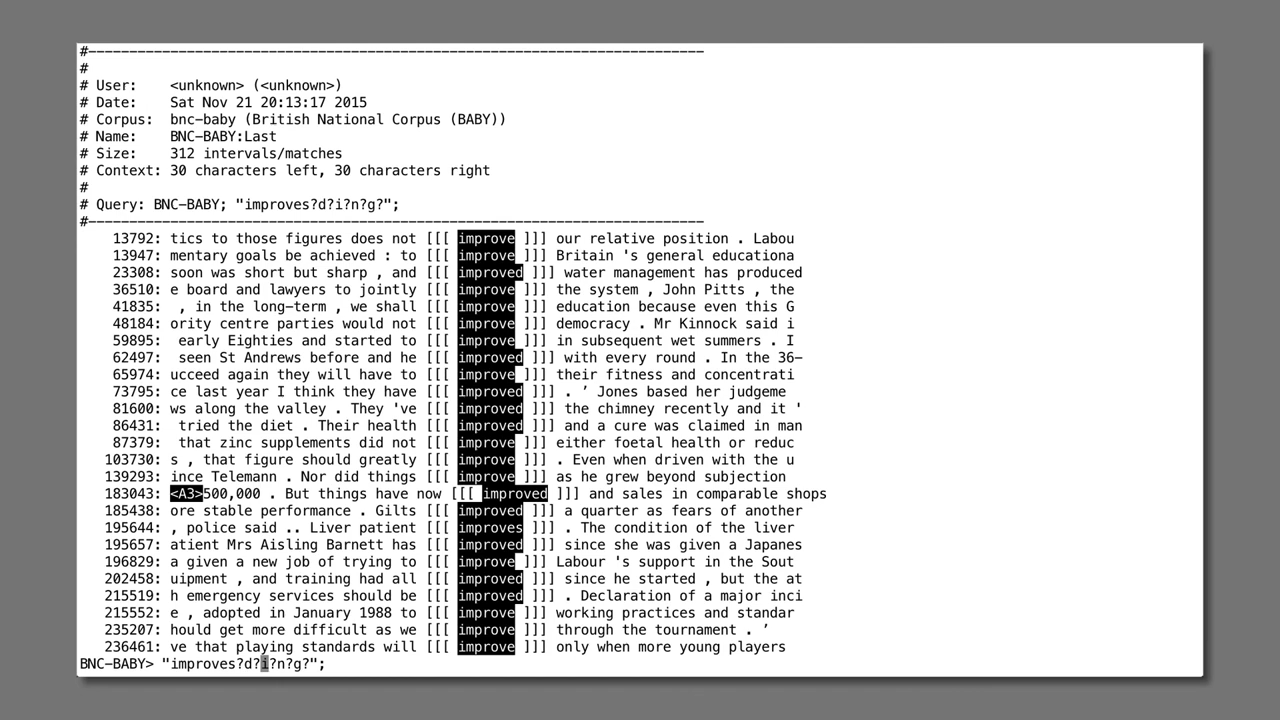 #---------------------------------------------------------------------------
#
# User:    <unknown> (<unknown>)
# Date:    Sat Nov 21 20:13:17 2015
# Corpus:  bnc-baby (British National Corpus (BABY))
# Name:    BNC-BABY:Last
# Size:    312 intervals/matches
# Context: 30 characters left, 30 characters right
#
# Query: BNC-BABY; "improves?d?i?n?g?";
#---------------------------------------------------------------------------
13792: tics to those figures does not [[[ improve ]]] our relative position . Labou
13947: mentary goals be achieved : to [[[ improve ]]] Britain 's general educationa
23308: soon was short but sharp , and [[[ improved ]]] water management has produced
36510: e board and lawyers to jointly [[[ improve ]]] the system , John Pitts , the
41835:  , in the long-term , we shall [[[ improve ]]] education because even this G
48184: ority centre parties would not [[[ improve ]]] democracy . Mr Kinnock said i
59895:  early Eighties and started to [[[ improve ]]] in subsequent wet summers . I
62497:  seen St Andrews before and he [[[ improved ]]] with every round . In the 36-
65974: ucceed again they will have to [[[ improve ]]] their fitness and concentrati
73795: ce last year I think they have [[[ improved ]]] . ’ Jones based her judgeme
81600: ws along the valley . They 've [[[ improved ]]] the chimney recently and it '
86431:  tried the diet . Their health [[[ improved ]]] and a cure was claimed in man
87379:  that zinc supplements did not [[[ improve ]]] either foetal health or reduc
103730: s , that figure should greatly [[[ improve ]]] . Even when driven with the u
139293: ince Telemann . Nor did things [[[ improve ]]] as he grew beyond subjection
183043: <A3>500,000 . But things have now [[[ improved ]]] and sales in comparable shops
185438: ore stable performance . Gilts [[[ improved ]]] a quarter as fears of another
195644: , police said .. Liver patient [[[ improves ]]] . The condition of the liver
195657: atient Mrs Aisling Barnett has [[[ improved ]]] since she was given a Japanes
196829: a given a new job of trying to [[[ improve ]]] Labour 's support in the Sout
202458: uipment , and training had all [[[ improved ]]] since he started , but the at
215519: h emergency services should be [[[ improved ]]] . Declaration of a major inci
215552: e , adopted in January 1988 to [[[ improve ]]] working practices and standar
235207: hould get more difficult as we [[[ improve ]]] through the tournament . ’
236461: ve that playing standards will [[[ improve ]]] only when more young players
BNC-BABY> "improves?d?i?n?g?";